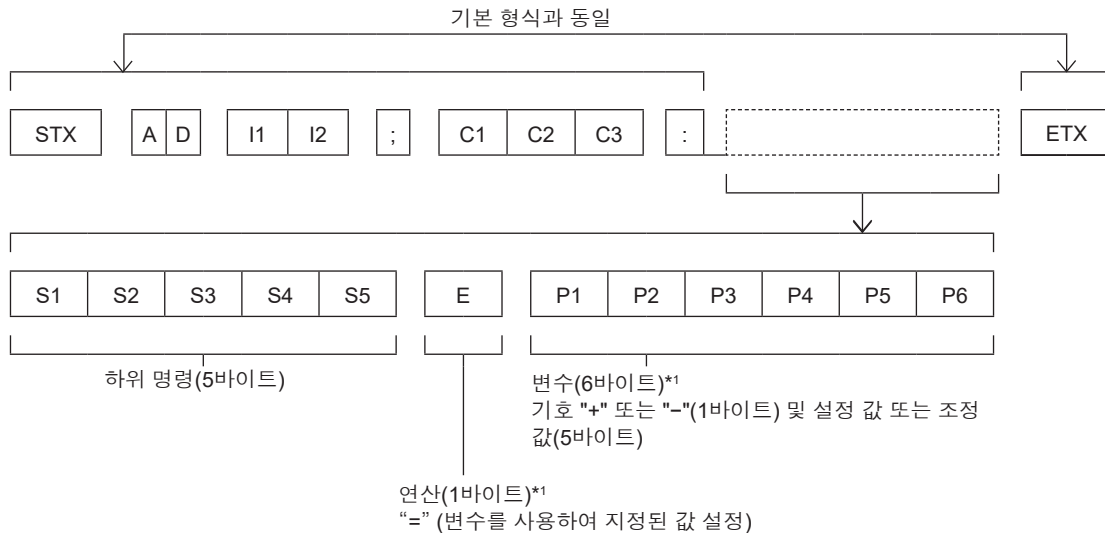 기본 형식과 동일
STX A D I1 I2 ; C1 C2 C3 : ETX
S1 S2 S3 S4 S5 E P1 P2 P3 P4 P5 P6
하위 명령(5바이트)
변수(6바이트)*1
기호 "+" 또는 "−"(1바이트) 및 설정 값 또는 조정
값(5바이트)
연산(1바이트)*1
“=” (변수를 사용하여 지정된 값 설정)